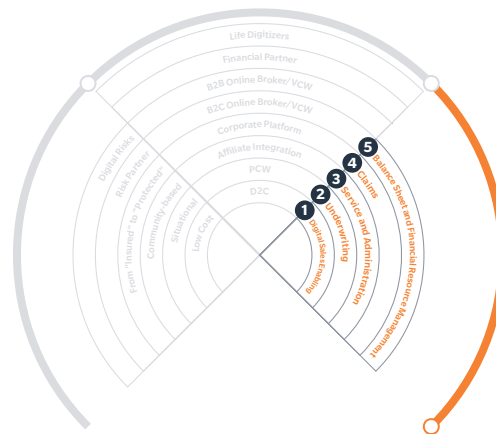 Life Digitizers
Financial Partner
B2B Online Broker/VCW
B2C Online Broker/VCW
Corporate Platform
Affiliate Integration
PCW
D2C
Digital Risks
Risk Partner
From "Insured" to "Protected"
Community-based
Situational
Low Cost
1
Digital Sales Enabling
2
Underwriting
3
Service and Administration
4
Claims
5
Balance Sheet and Financial Resource Management